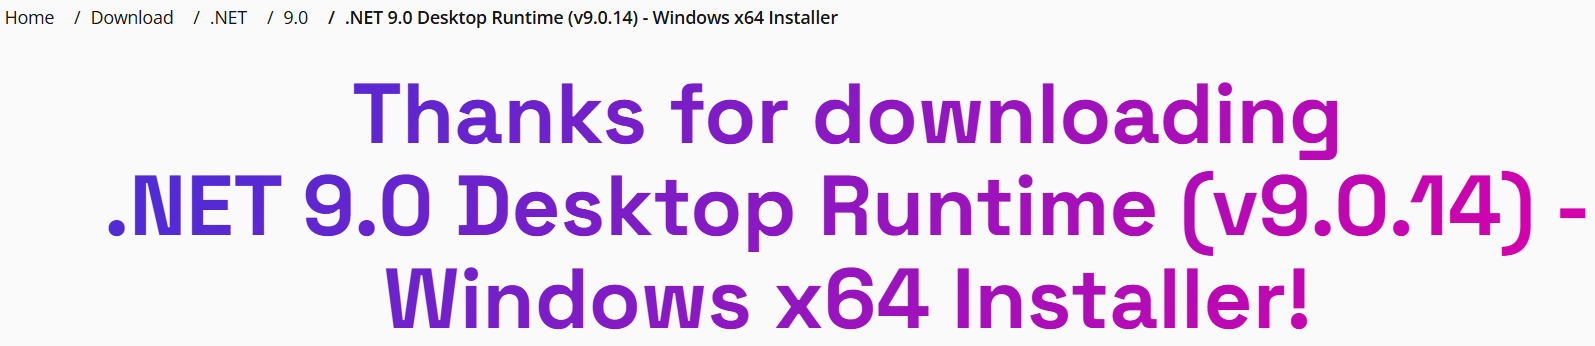 Home / Download / .NET / 9.0 / .NET 9.0 Desktop Runtime (v9.0.14) - Windows x64 Installer
Thanks for downloading
.NET 9.0 Desktop Runtime (v9.0.14) -
Windows x64 Installer!